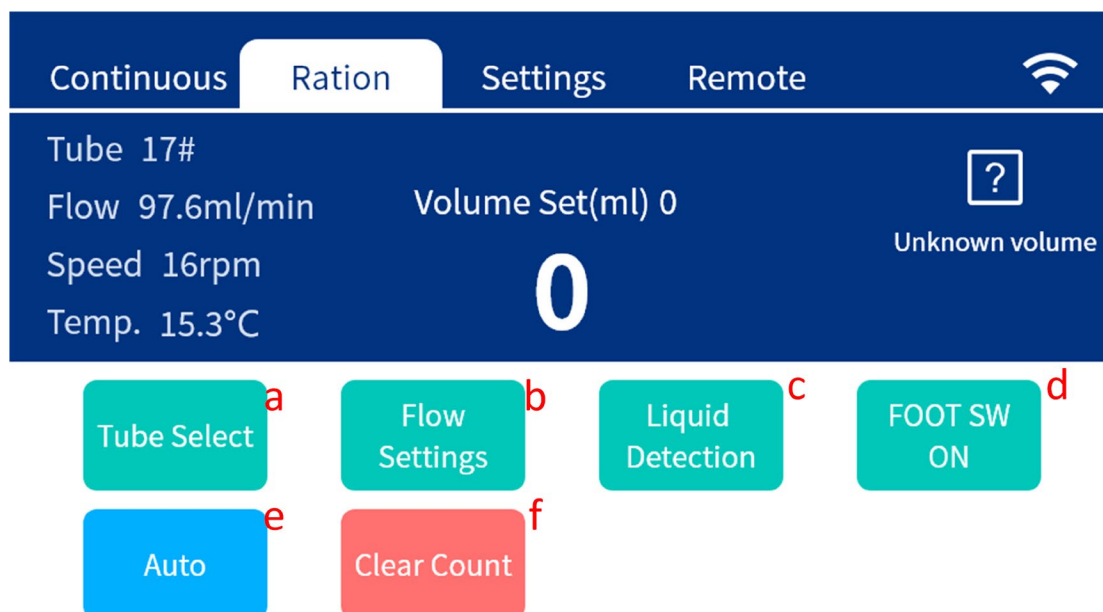 Continuous Ration Settings Remote
Tube 17#
Flow 97.6ml/min
Speed 16rpm
Temp. 15.3°C
Volume Set(ml) 0
0
?
Unknown volume
Tube Select
a
Flow
Settings
b
Liquid
Detection
c
FOOT SW
ON
d
Auto
e
Clear Count
f